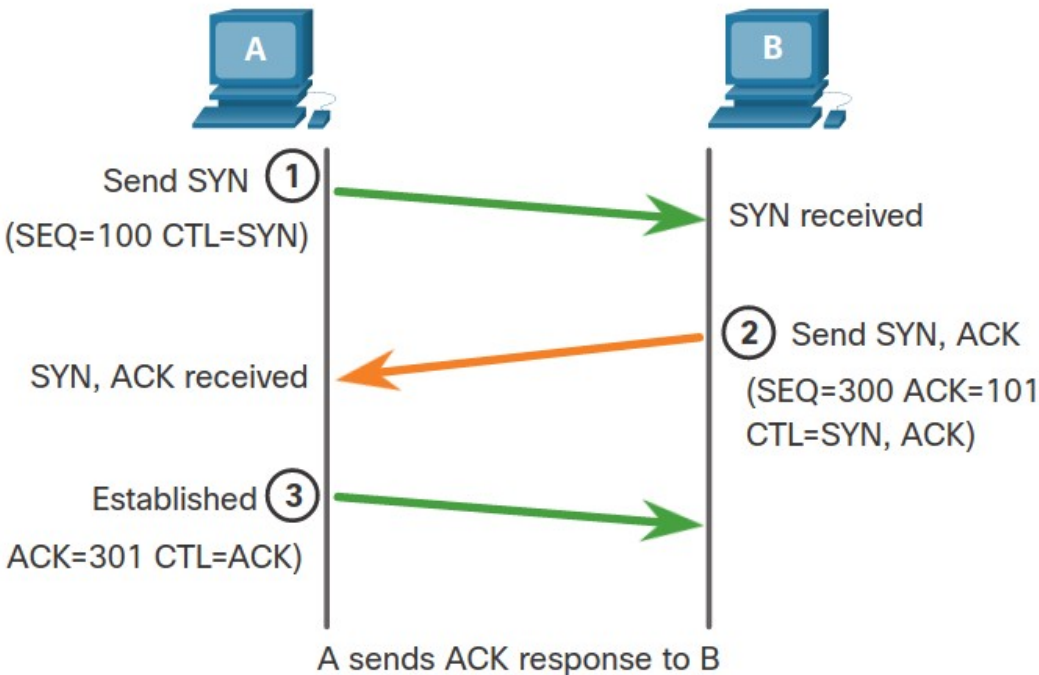 A
B
Send SYN 1
(SEQ=100 CTL=SYN)
SYN received
2 Send SYN, ACK
(SEQ=300 ACK=101
CTL=SYN, ACK)
SYN, ACK received
Established 3
ACK=301 CTL=ACK)
A sends ACK response to B